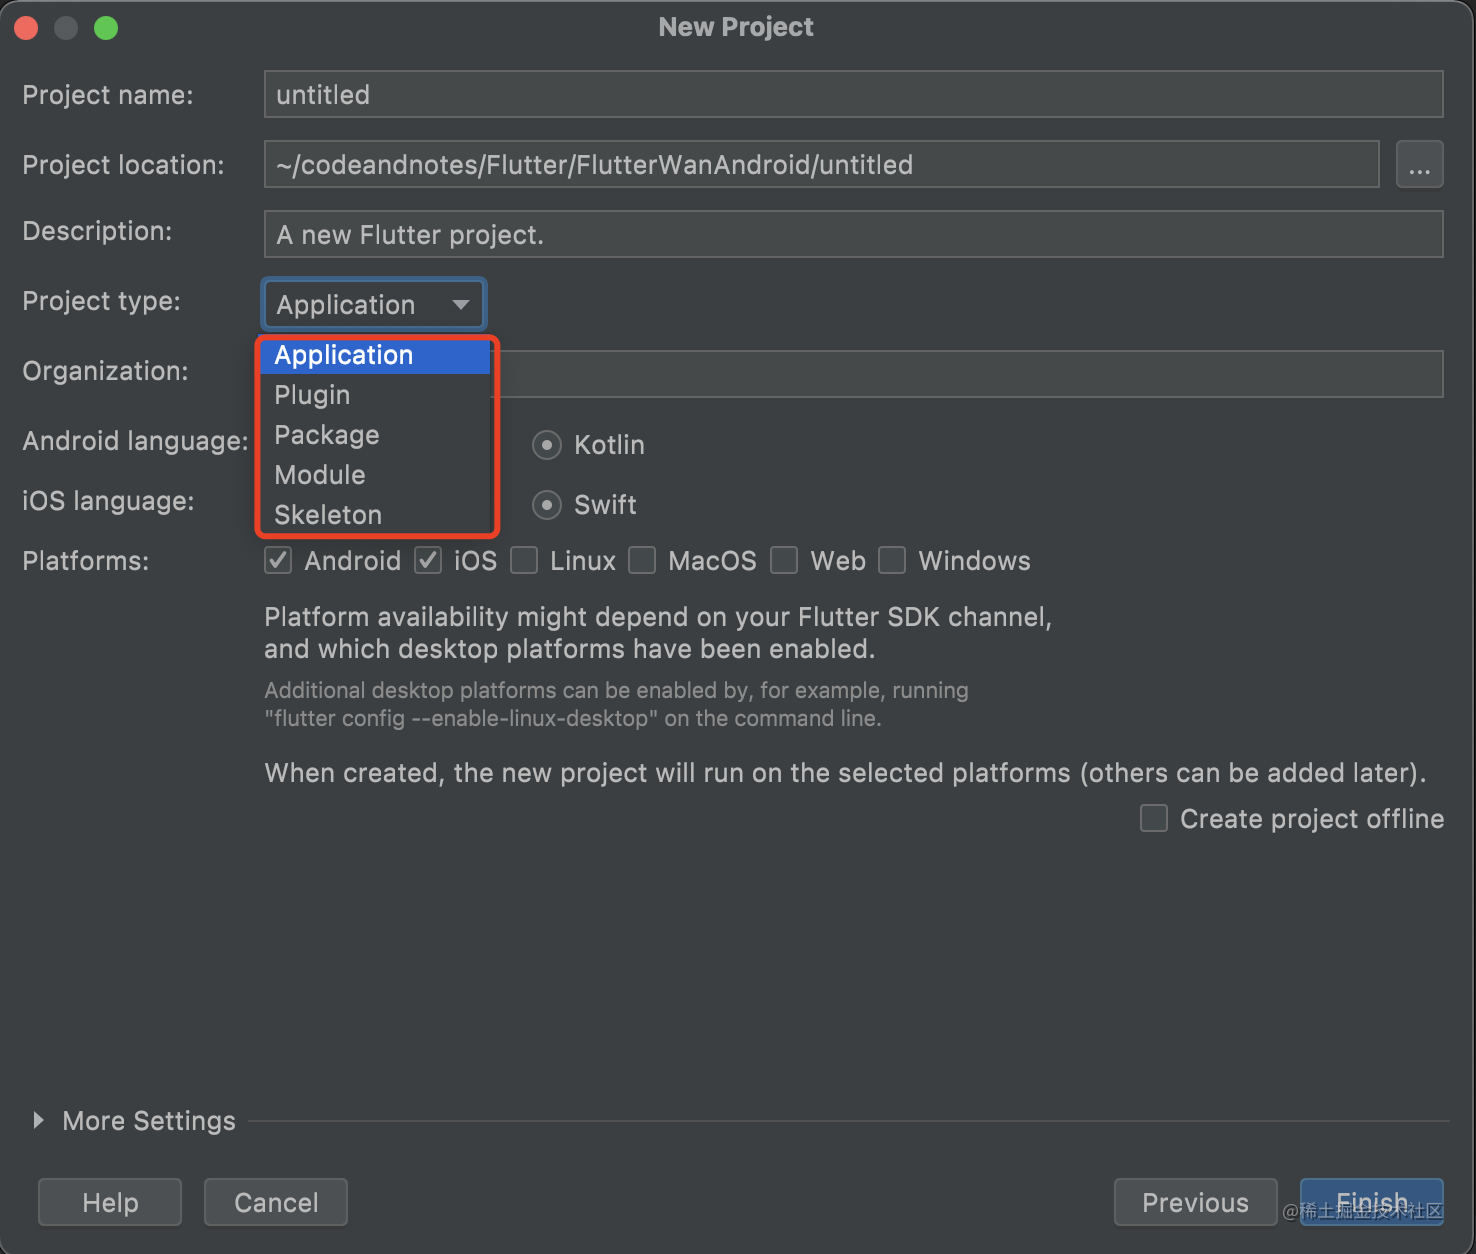 New Project
Project name: untitled
Project location: ~/codeandnotes/Flutter/FlutterWanAndroid/untitled ...
Description: A new Flutter project.
Project type: Application
Application
Organization:
Plugin
Package
Android language: Kotlin
Module
iOS language: Swift
Skeleton
Platforms: Android iOS Linux MacOS Web Windows
Platform availability might depend on your Flutter SDK channel,
and which desktop platforms have been enabled.
Additional desktop platforms can be enabled by, for example, running
"flutter config --enable-linux-desktop" on the command line.
When created, the new project will run on the selected platforms (others can be added later).
Create project offline
More Settings
Help Cancel Previous Finish
@稀土掘金技术社区